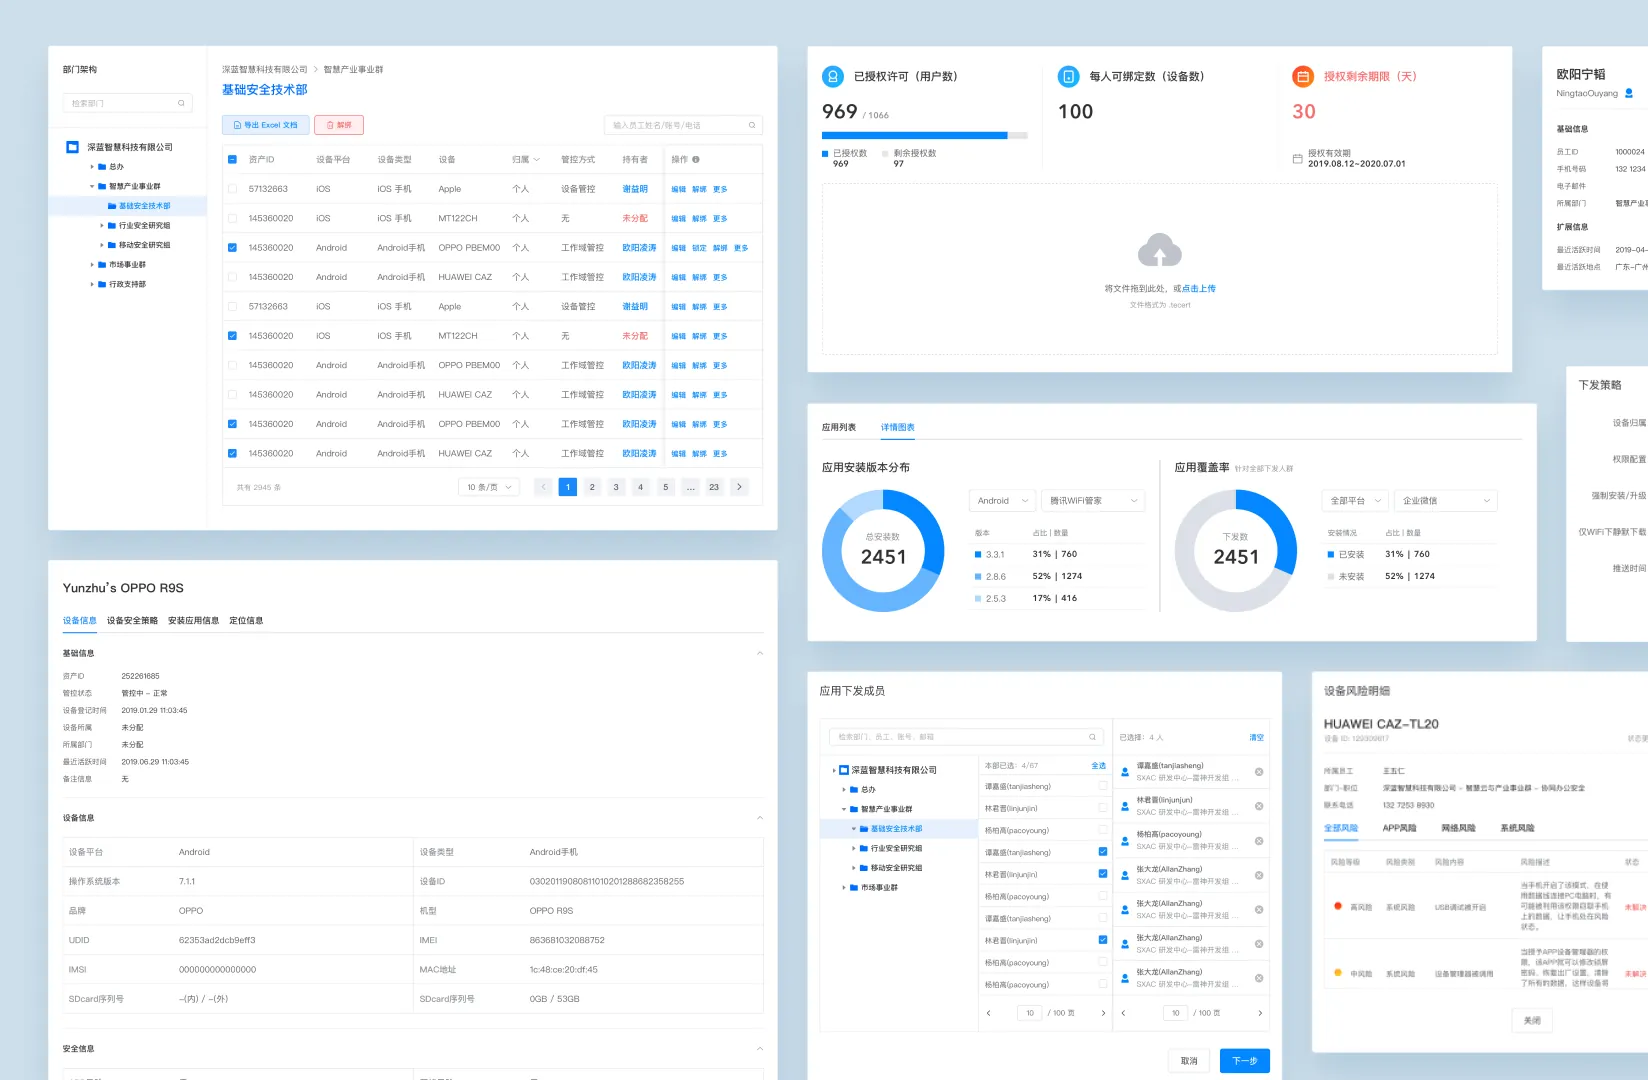 部门架构
检索部门
深蓝智慧科技有限公司
总办
智慧产业事业群
基础安全技术部
行业安全研究组
移动安全研究组
市场事业群
行政支持部
深蓝智慧科技有限公司 > 智慧产业事业群
基础安全技术部
导出 Excel 文档 解绑 输入员工姓名/账号/电话
资产ID 设备平台 设备类型 设备 归属 管控方式 持有者 操作
57132663 iOS iOS 手机 Apple 个人 设备管控 谢益明 编辑 解绑 更多
145360020 iOS iOS 手机 MT122CH 个人 无 未分配 编辑 解绑 更多
145360020 Android Android手机 OPPO PBEM00 个人 工作域管控 欧阳凌涛 编辑 锁定 解绑 更多
145360020 Android Android手机 HUAWEI CAZ 个人 工作域管控 欧阳凌涛 编辑 解绑 更多
57132663 iOS iOS 手机 Apple 个人 设备管控 谢益明 编辑 解绑 更多
145360020 iOS iOS 手机 MT122CH 个人 无 未分配 编辑 解绑 更多
145360020 Android Android手机 OPPO PBEM00 个人 工作域管控 欧阳凌涛 编辑 解绑 更多
145360020 Android Android手机 HUAWEI CAZ 个人 工作域管控 欧阳凌涛 编辑 解绑 更多
145360020 Android Android手机 OPPO PBEM00 个人 工作域管控 欧阳凌涛 编辑 解绑 更多
145360020 Android Android手机 HUAWEI CAZ 个人 工作域管控 欧阳凌涛 编辑 解绑 更多
共有 2945 条 10 条/页 < 1 2 3 4 5 ... 23 >
已授权许可（用户数） 每人可绑定数（设备数） 授权剩余期限（天）
969 / 1066 100 30
已授权数 剩余授权数 授权有效期
969 97 2019.08.12~2020.07.01
将文件拖到此处，或点击上传
文件格式为 .tecert
欧阳宁韬
NingtaoOuyang
基础信息
员工ID 1000024
手机号码 132 1234
电子邮件
所属部门 智慧产业事
扩展信息
最近活跃时间 2019-04-
最近活跃地点 广东-广州
应用列表 详情图表
应用安装版本分布
总安装数
2451
Android 腾讯WiFi管家
版本 占比 | 数量
3.3.1 31% | 760
2.8.6 52% | 1274
2.5.3 17% | 416
应用覆盖率 针对全部下发人群
下发数
2451
全部平台 企业微信
安装情况 占比 | 数量
已安装 31% | 760
未安装 52% | 1274
下发策略
设备归属
权限配置
强制安装/升级
仅WiFi下静默下载
推送时间
Yunzhu's OPPO R9S
设备信息 设备安全策略 安装应用信息 定位信息
基础信息
资产ID 252261685
管控状态 管控中 - 正常
设备登记时间 2019.01.29 11:03:45
设备所属 未分配
所属部门 未分配
最近活跃时间 2019.06.29 11:03:45
备注信息 无
设备信息
设备平台 Android 设备类型 Android手机
操作系统版本 7.1.1 设备ID 03020119080811010201288682358255
品牌 OPPO 机型 OPPO R9S
UDID 62353ad2dcb9eff3 IMEI 863681032088752
IMSI 000000000000000 MAC地址 1c:48:ce:20:df:45
SDcard序列号 -(内) / -(外) SDcard序列号 0GB / 53GB
安全信息
应用下发成员
检索部门、员工、账号、邮箱
深蓝智慧科技有限公司
总办
智慧产业事业群
基础安全技术部
行业安全研究组
移动安全研究组
市场事业群
本部已选：4/67 全选
谭嘉盛(tanjiasheng)
林君晋(linjunjin)
杨柏高(pacoyoung)
谭嘉盛(tanjiasheng)
林君晋(linjunjin)
杨柏高(pacoyoung)
谭嘉盛(tanjiasheng)
林君晋(linjunjin)
杨柏高(pacoyoung)
杨柏高(pacoyoung)
< 10 / 100 页 >
已选择：4 人 清空
谭嘉盛(tanjiasheng)
SXAC 研发中心-雷神开发组 ...
林君晋(linjunjun)
SXAC 研发中心-雷神开发组 ...
杨柏高(pacoyoung)
SXAC 研发中心-雷神开发组 ...
张大龙(AllanZhang)
SXAC 研发中心-雷神开发组 ...
张大龙(AllanZhang)
SXAC 研发中心-雷神开发组 ...
张大龙(AllanZhang)
SXAC 研发中心-雷神开发组 ...
张大龙(AllanZhang)
SXAC 研发中心-雷神开发组 ...
< 10 / 100 页 >
取消 下一步
设备风险明细
HUAWEI CAZ-TL20
设备 ID: 129309617 状态更
所属员工 王五仁
部门-职位 深蓝智慧科技有限公司 - 智慧云与产业事业群 - 协同办公安全
联系电话 132 7253 8930
全部风险 APP风险 网络风险 系统风险
风险等级 风险类别 风险内容 风险描述 状态
高风险 系统风险 USB调试被开启 未解决
当手机开启了该模式，在使
用数据线连接PC电脑时，有
可能被利用该权限窃取手机
上的数据，让手机处在风险
状态。
中风险 系统风险 设备管理器被调用 未解决
当授予APP设备管理器的权
限，该APP就可以修改锁屏
密码、恢复出厂设置，清除
了所有的数据，这样设备将
关闭